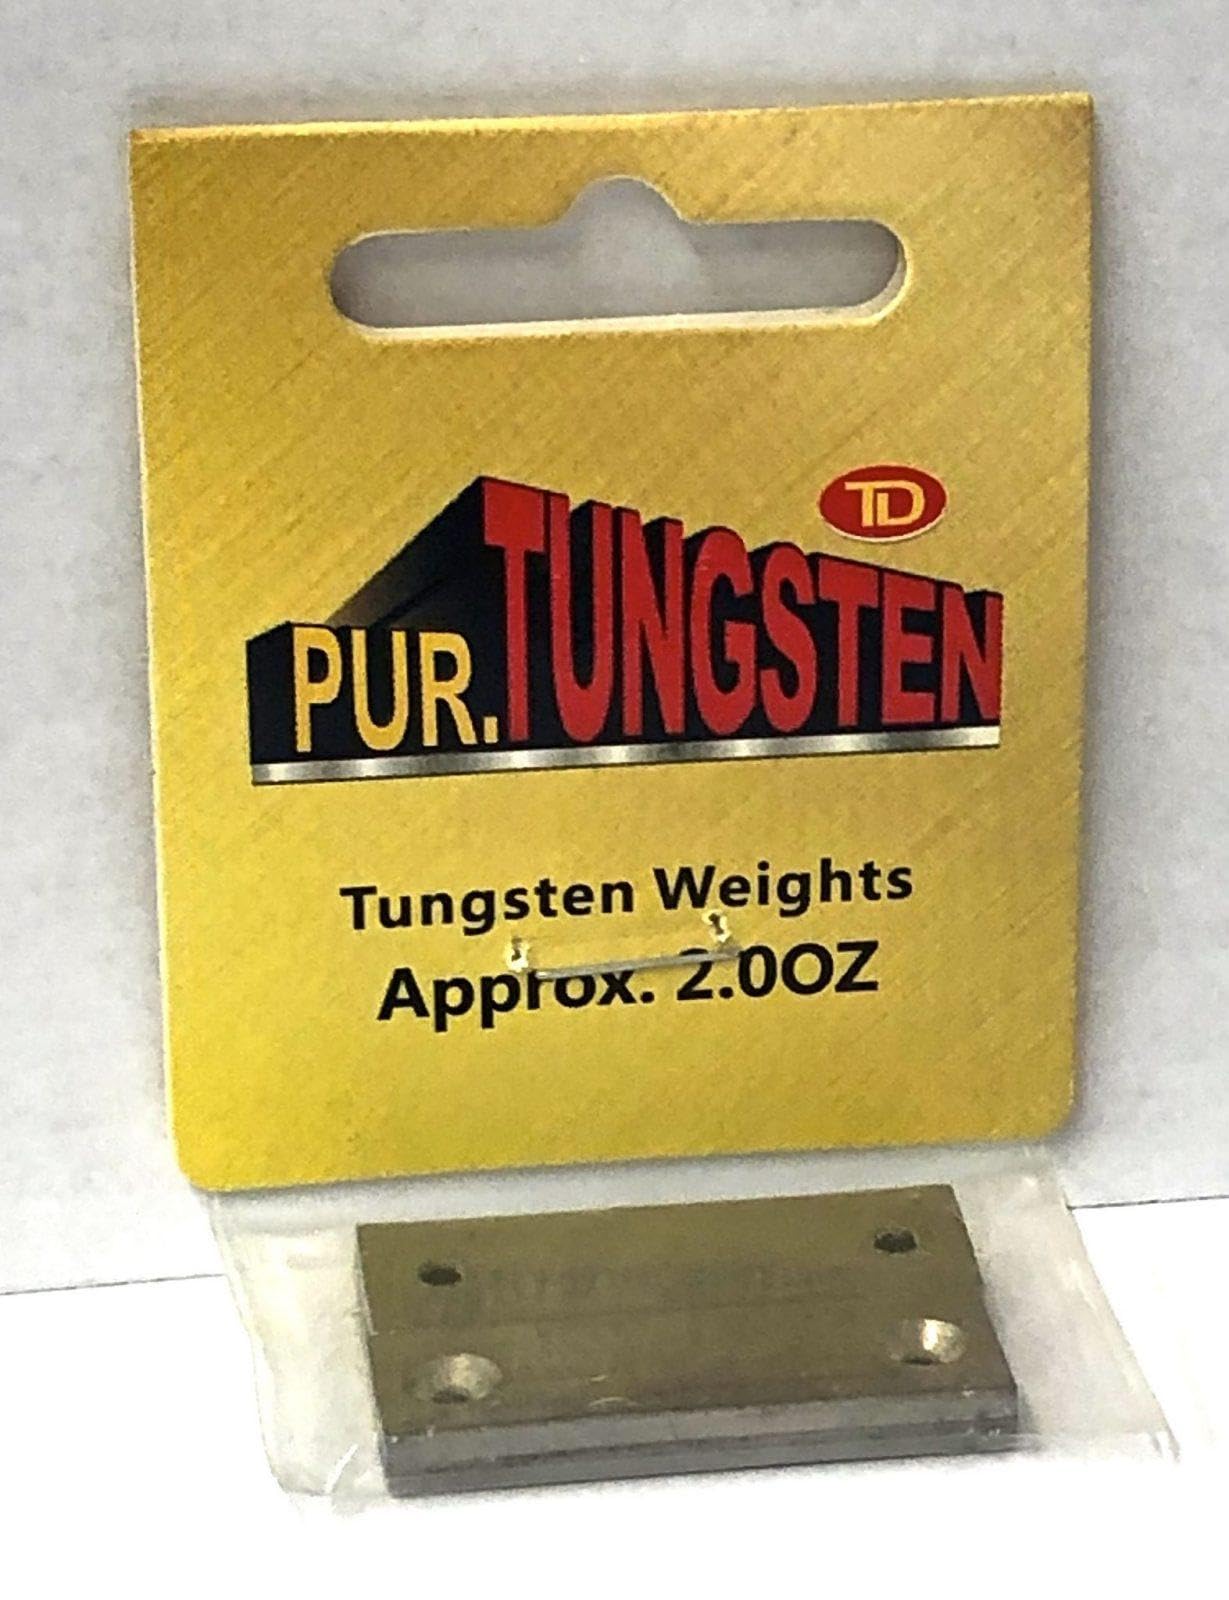 TD
PUR.TUNGSTEN
Tungsten Weights
Approx. 2.0OZ